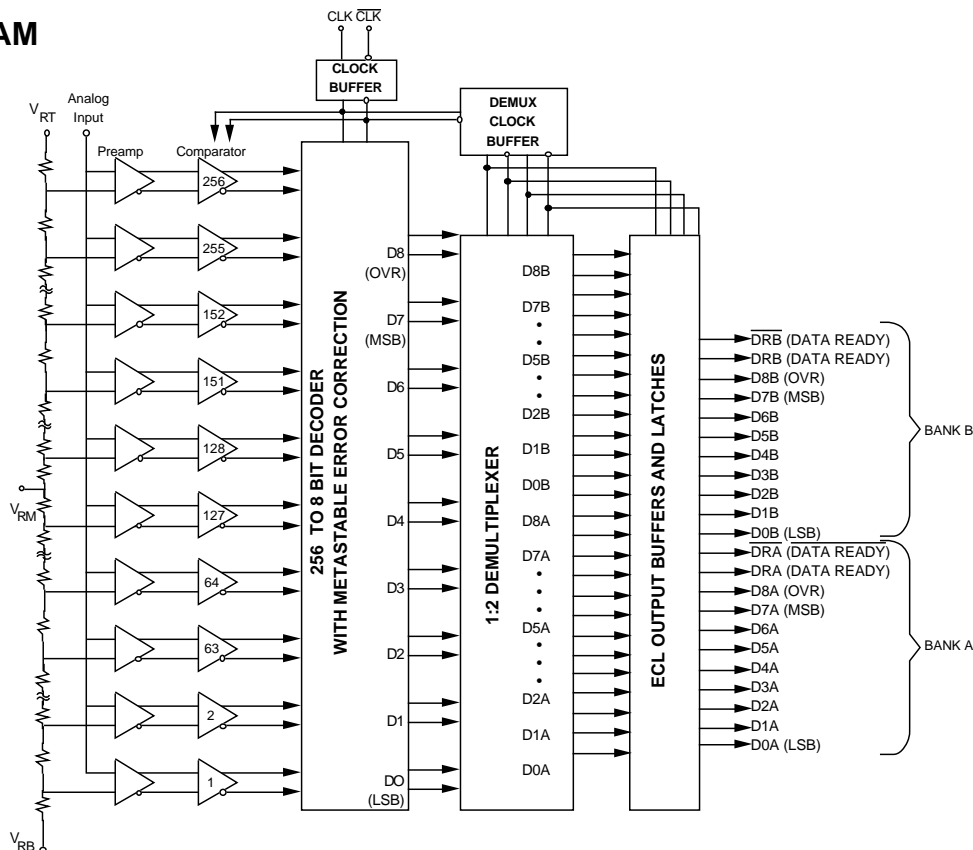 AM
CLK CLK
CLOCK
BUFFER
DEMUX
CLOCK
BUFFER
VRT
Analog
Input
Preamp
Comparator
256
255
152
151
128
127
64
63
2
1
VRM
VRB
256 TO 8 BIT DECODER
WITH METASTABLE ERROR CORRECTION
D8
(OVR)
D7
(MSB)
D6
D5
D4
D3
D2
D1
DO
(LSB)
1:2 DEMULTIPLEXER
D8B
D7B
D5B
D2B
D1B
D0B
D8A
D7A
D5A
D2A
D1A
D0A
ECL OUTPUT BUFFERS AND LATCHES
DRB (DATA READY)
DRB (DATA READY)
D8B (OVR)
D7B (MSB)
D6B
D5B
D4B
D3B
D2B
D1B
D0B (LSB)
BANK B
DRA (DATA READY)
DRA (DATA READY)
D8A (OVR)
D7A (MSB)
D6A
D5A
D4A
D3A
D2A
D1A
D0A (LSB)
BANK A